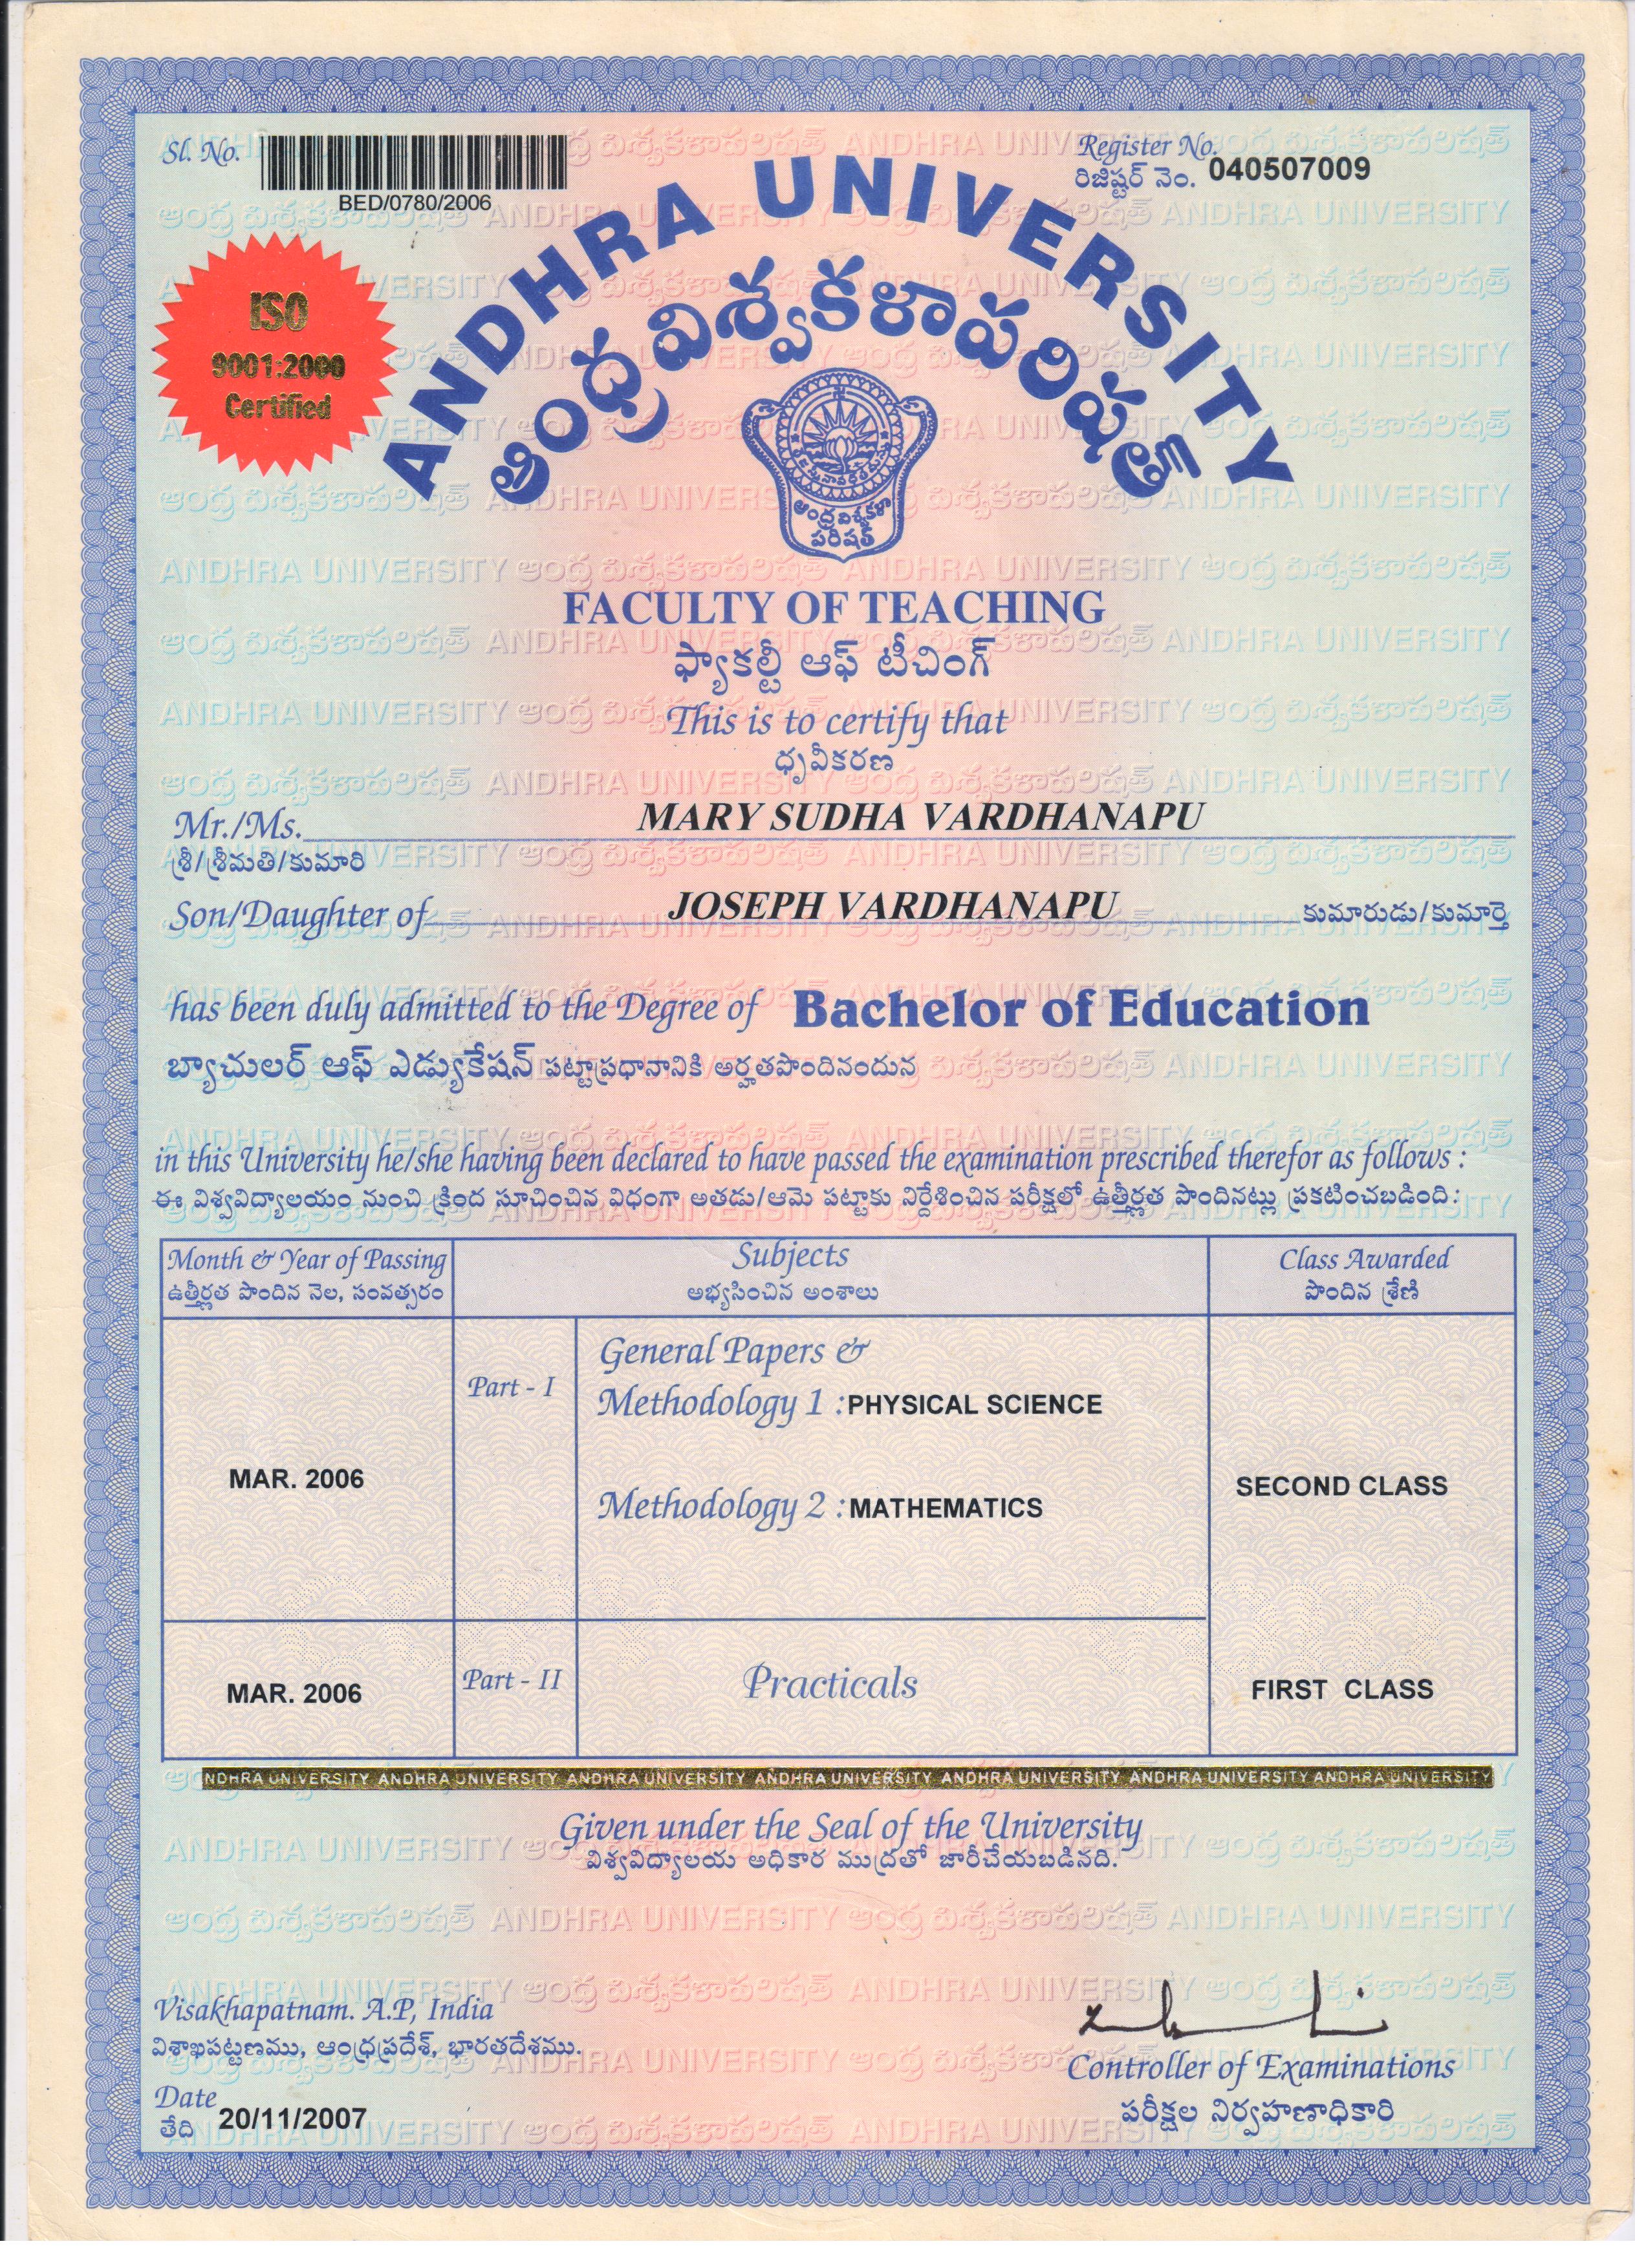 Sl. No.
BED/0780/2006
Register No.
రిజిష్టర్ నెం. 040507009
ANDHRA UNIVERSITY
ఆంధ్ర విశ్వకళాపరిషత్
ISO
9001:2000
Certified
ఆంధ్ర విశ్వకళా
పరిషత్
FACULTY OF TEACHING
ఫ్యాకల్టీ ఆఫ్ టీచింగ్
This is to certify that
ధృవీకరణ
Mr./Ms. MARY SUDHA VARDHANAPU
శ్రీ/శ్రీమతి/కుమారి
Son/Daughter of JOSEPH VARDHANAPU కుమారుడు/కుమార్తె
has been duly admitted to the Degree of Bachelor of Education
బ్యాచులర్ ఆఫ్ ఎడ్యుకేషన్ పట్టాప్రధానానికి అర్హతపొందినందున
in this University he/she having been declared to have passed the examination prescribed therefor as follows :
ఈ విశ్వవిద్యాలయం నుంచి క్రింద సూచించిన విధంగా అతడు/ఆమె పట్టాకు నిర్దేశించిన పరీక్షలో ఉత్తీర్ణత పొందినట్లు ప్రకటించబడింది:
Month & Year of Passing Subjects Class Awarded
ఉత్తీర్ణత పొందిన నెల, సంవత్సరం అభ్యసించిన అంశాలు పొందిన శ్రేణి
General Papers &
Part - I
Methodology 1 : PHYSICAL SCIENCE
MAR. 2006 SECOND CLASS
Methodology 2 : MATHEMATICS
MAR. 2006 Part - II Practicals FIRST CLASS
NDHRA UNIVERSITY ANDHRA UNIVERSITY ANDHRA UNIVERSITY ANDHRA UNIVERSITY ANDHRA UNIVERSITY ANDHRA UNIVERSITY ANDHRA UNIVERSITY
Given under the Seal of the University
విశ్వవిద్యాలయ అధికార ముద్రతో జారీచేయబడినది.
Visakhapatnam. A.P, India
విశాఖపట్టణము, ఆంధ్రప్రదేశ్, భారతదేశము.
Controller of Examinations
పరీక్షల నిర్వహణాధికారి
Date
తేది 20/11/2007